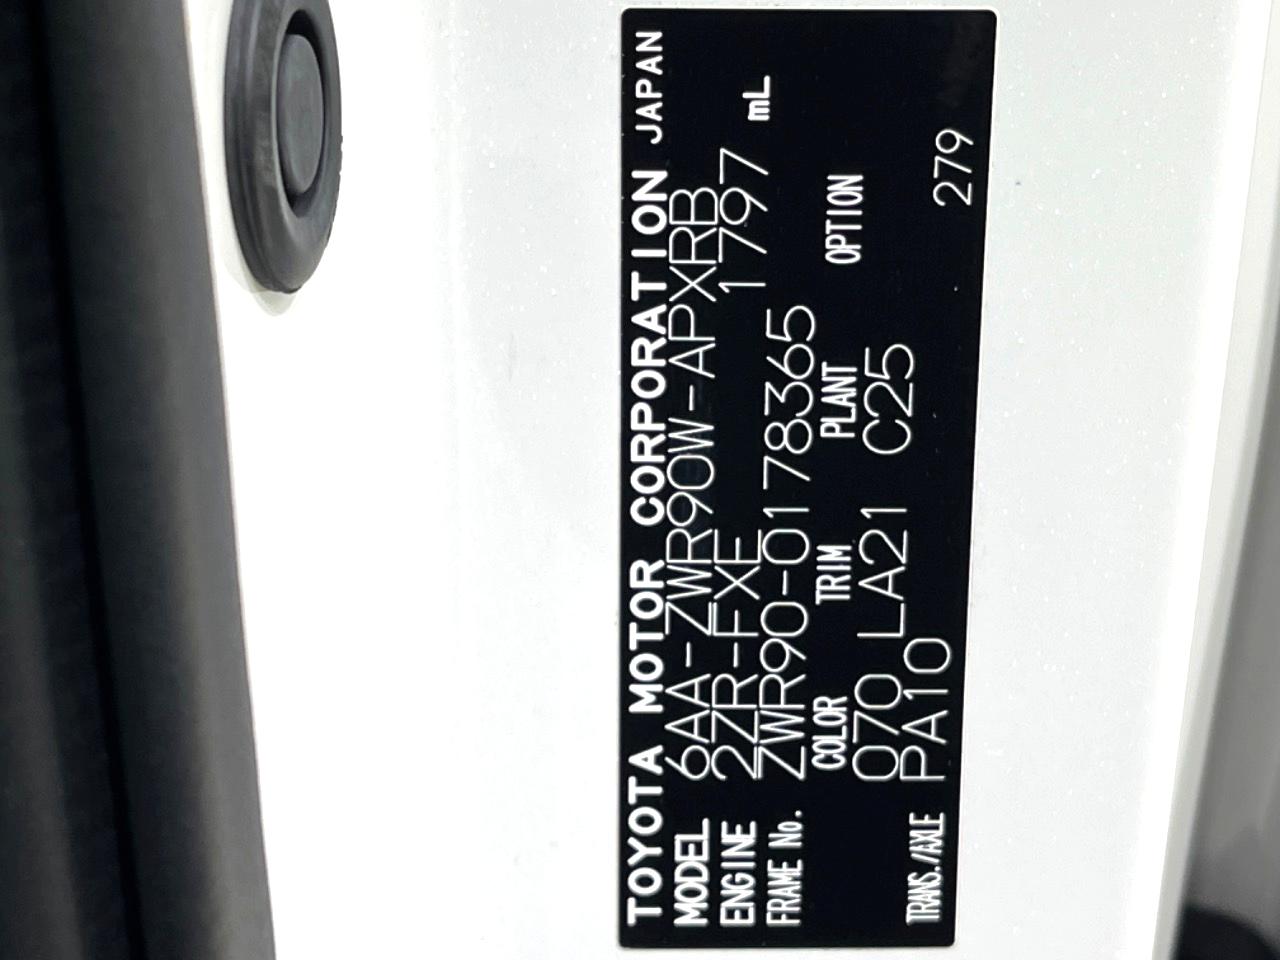 TOYOTA MOTOR CORPORATION JAPAN
MODEL 6AA-ZWR90W-APXRB
ENGINE 2ZR-FXE 1797 mL
FRAME No. ZWR90-0178365
COLOR TRIM PLANT OPTION
070 LA21 C25
TRANS./AXLE PA10 279